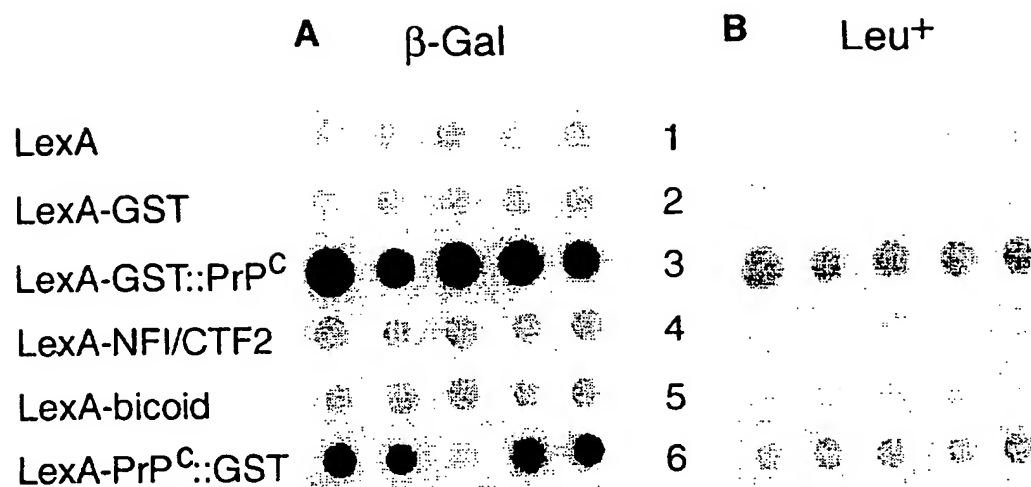 A β-Gal B Leu⁺
LexA 1
LexA-GST 2
LexA-GST::PrPᶜ 3
LexA-NFI/CTF2 4
LexA-bicoid 5
LexA-PrPᶜ::GST 6